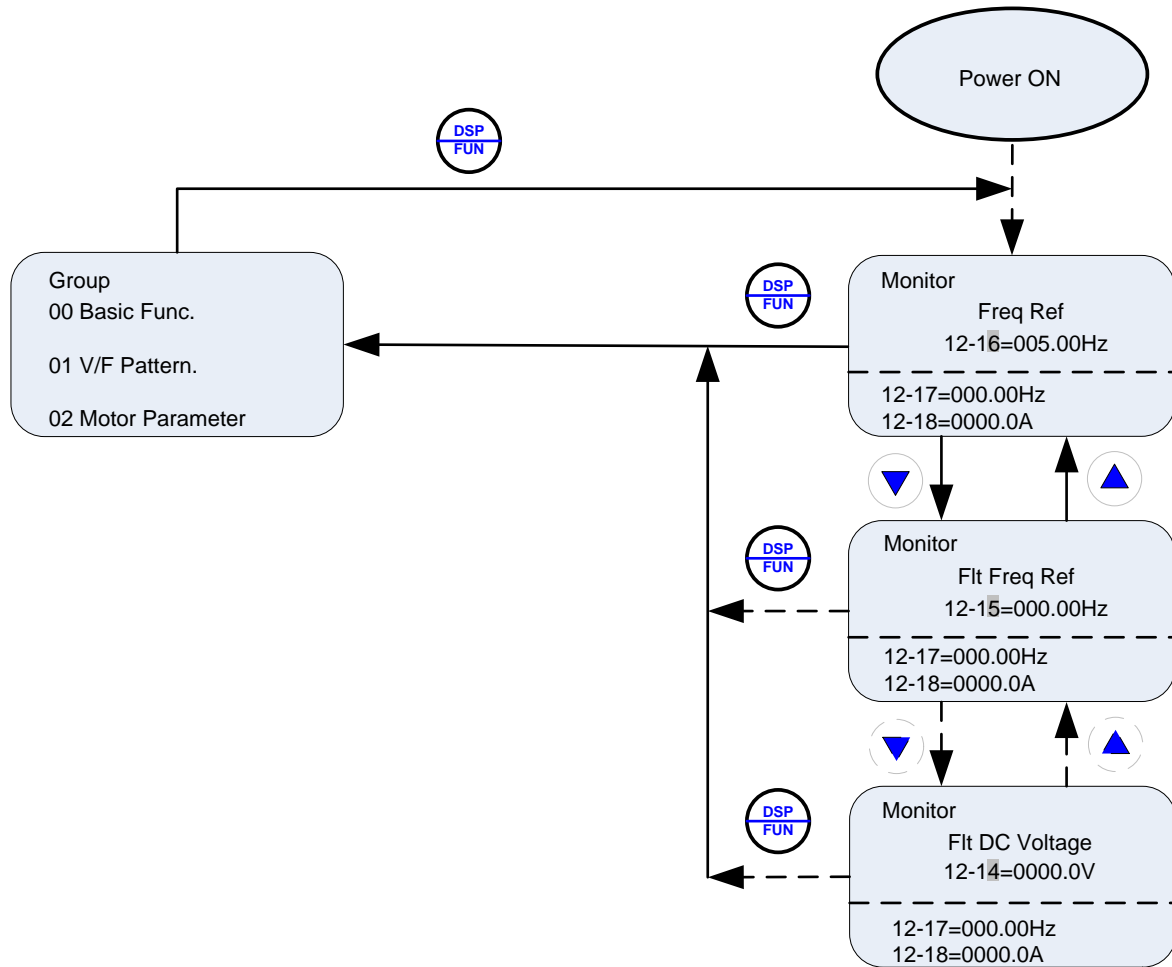 Power ON
DSP
FUN
Group
00 Basic Func.
01 V/F Pattern.
02 Motor Parameter
DSP
FUN
Monitor
Freq Ref
12-16=005.00Hz
12-17=000.00Hz
12-18=0000.0A
DSP
FUN
Monitor
Flt Freq Ref
12-15=000.00Hz
12-17=000.00Hz
12-18=0000.0A
DSP
FUN
Monitor
Flt DC Voltage
12-14=0000.0V
12-17=000.00Hz
12-18=0000.0A